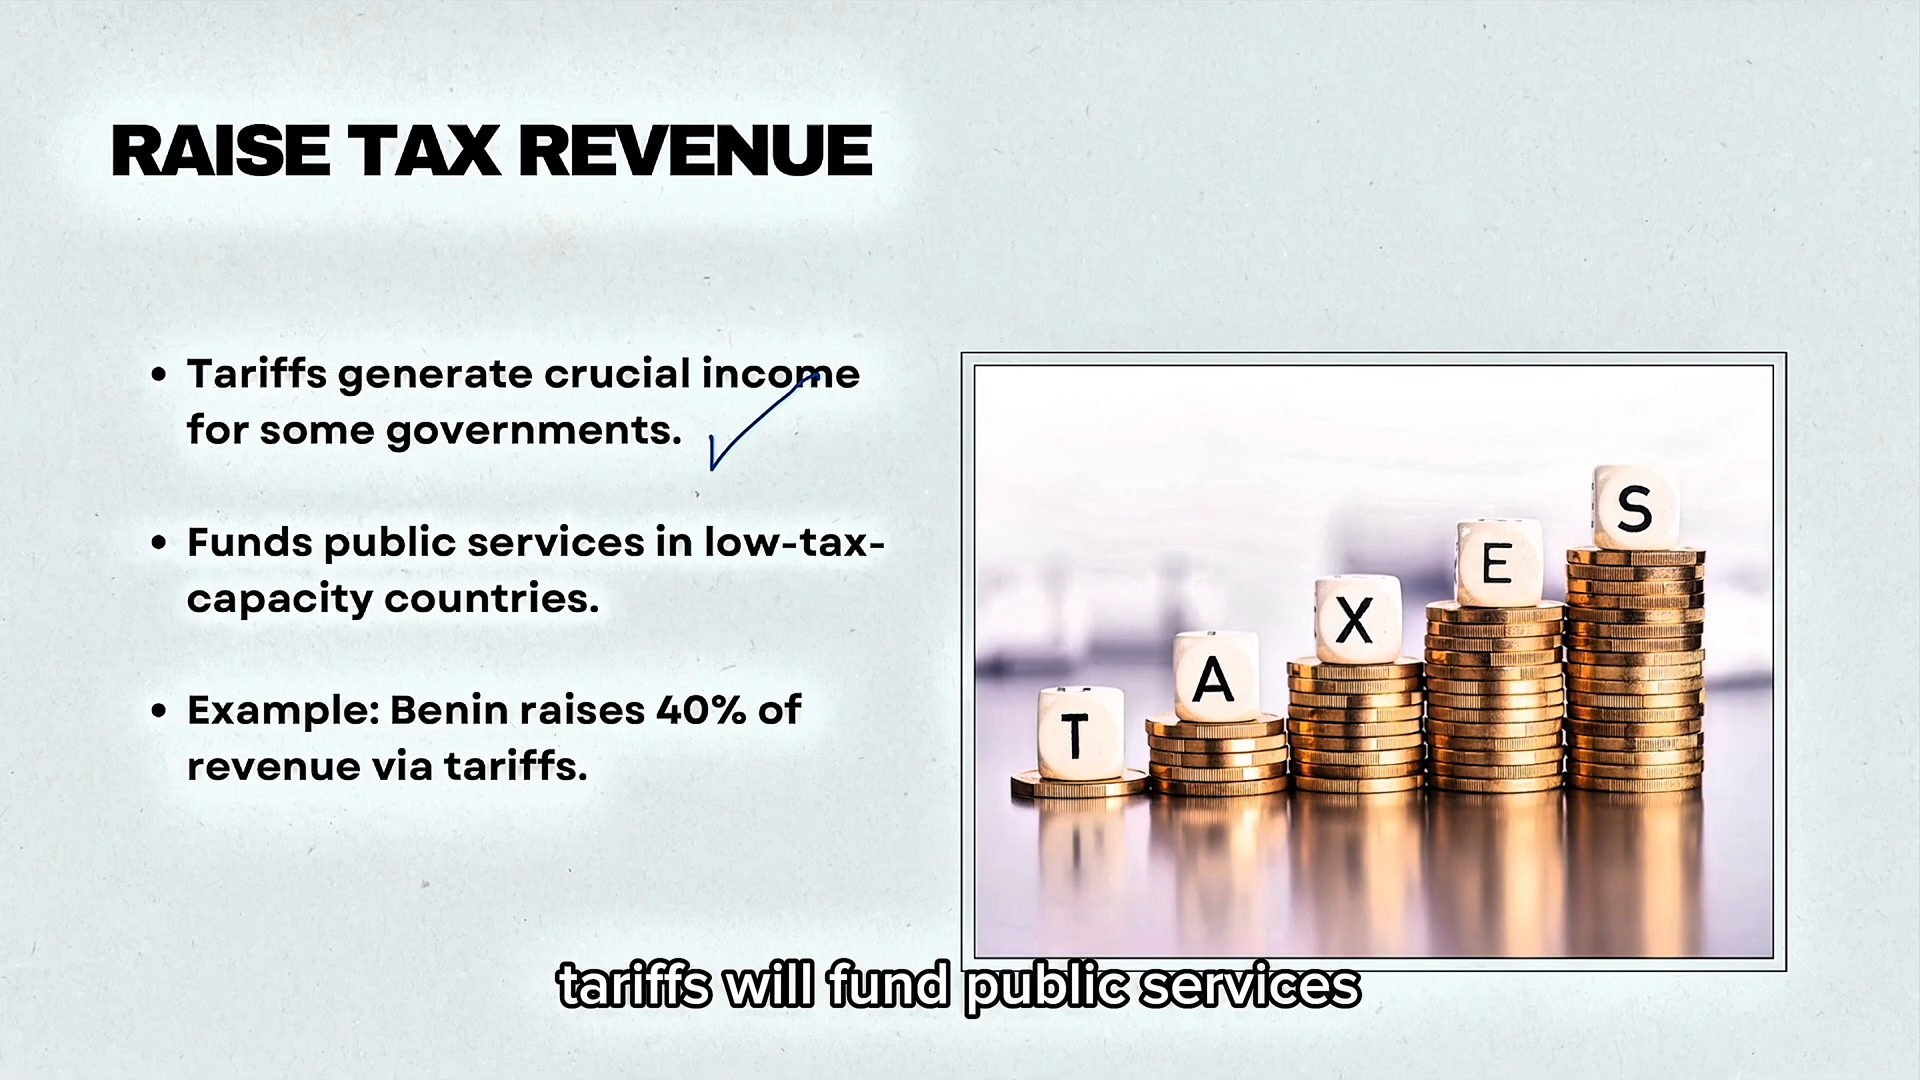 RAISE TAX REVENUE
• Tariffs generate crucial income
for some governments.
• Funds public services in low-tax-
capacity countries.
• Example: Benin raises 40% of
revenue via tariffs.
T
A
X
E
S
tariffs will fund public services